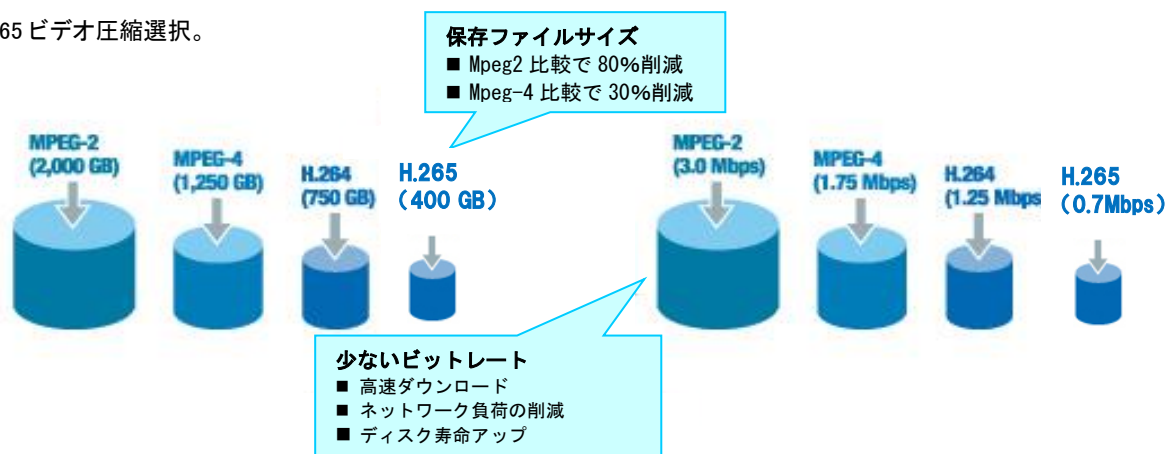 65 ビデオ圧縮選択。
保存ファイルサイズ
■ Mpeg2 比較で 80%削減
■ Mpeg-4 比較で 30%削減
MPEG-2
(2,000 GB)
MPEG-4
(1,250 GB)
H.264
(750 GB)
H.265
(400 GB)
MPEG-2
(3.0 Mbps)
MPEG-4
(1.75 Mbps)
H.264
(1.25 Mbps
H.265
(0.7Mbps)
少ないビットレート
■ 高速ダウンロード
■ ネットワーク負荷の削減
■ ディスク寿命アップ